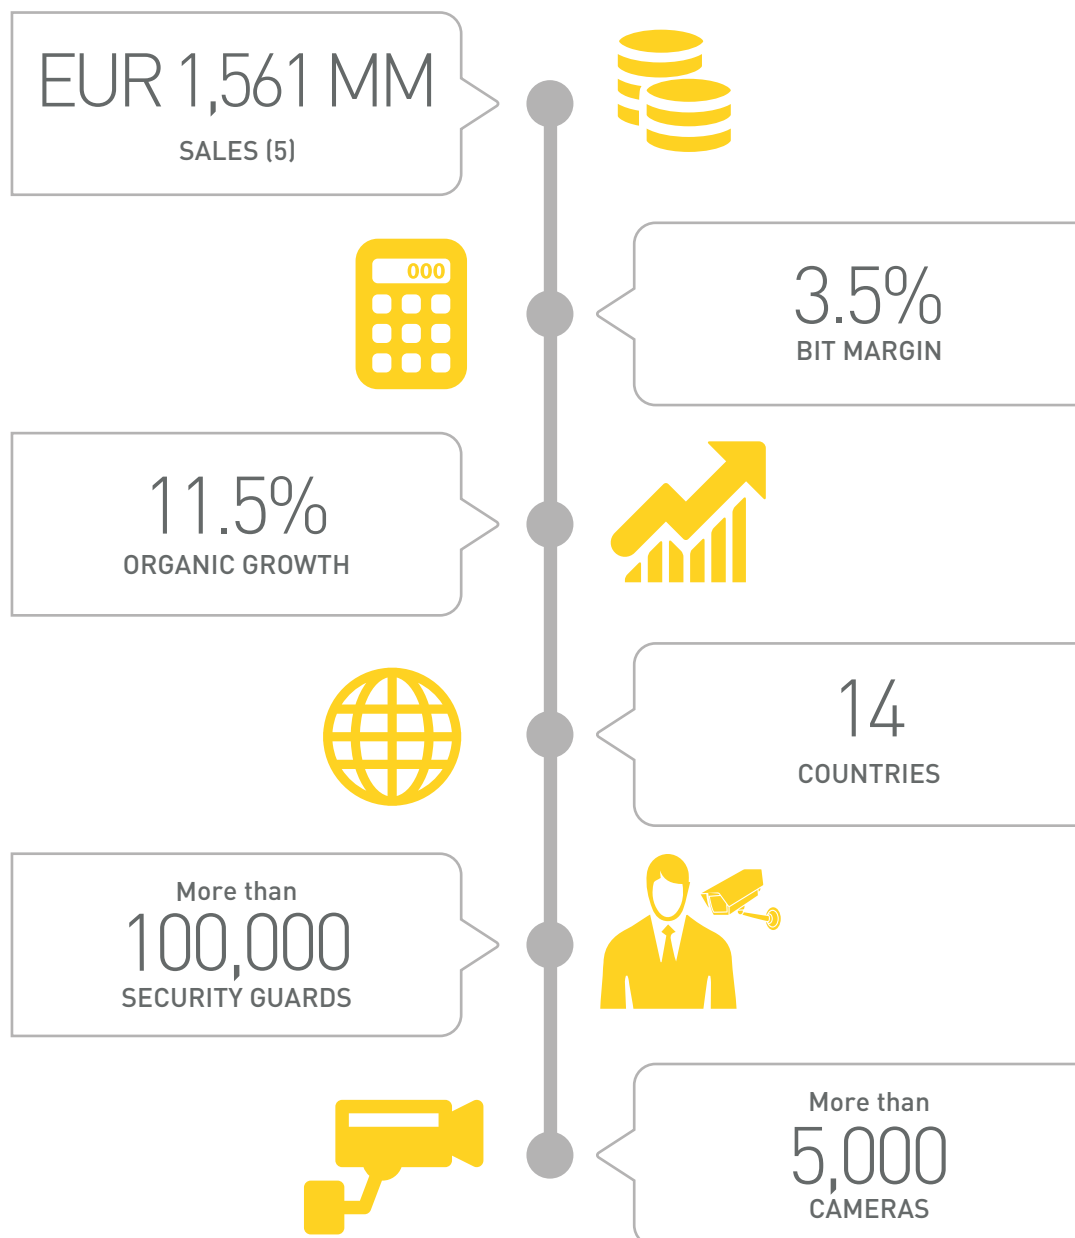 EUR 1,561 MM
SALES (5)
000
3.5%
BIT MARGIN
11.5%
ORGANIC GROWTH
14
COUNTRIES
More than
100,000
SECURITY GUARDS
More than
5,000
CAMERAS